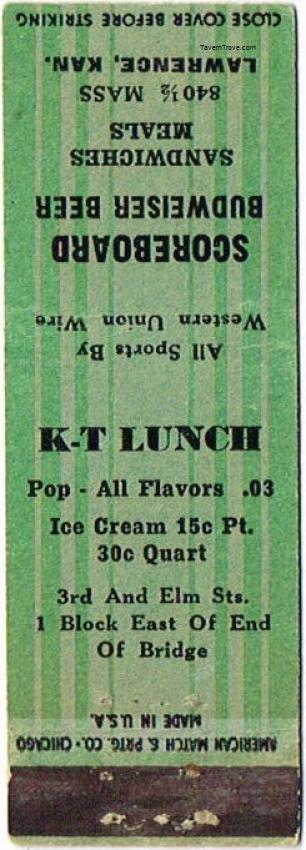 CLOSE COVER BEFORE STRIKING
TavernTrove.com
All Sports By
Western Union Wire
SCOREBOARD
BUDWEISER BEER
SANDWICHES
MEALS
840½ MASS
LAWRENCE, KAN.
K-T LUNCH
Pop - All Flavors .03
Ice Cream 15c Pt.
30c Quart
3rd And Elm Sts.
1 Block East Of End
Of Bridge
AMERICAN MATCH & PRTG. CO. · CHICAGO
MADE IN U.S.A.